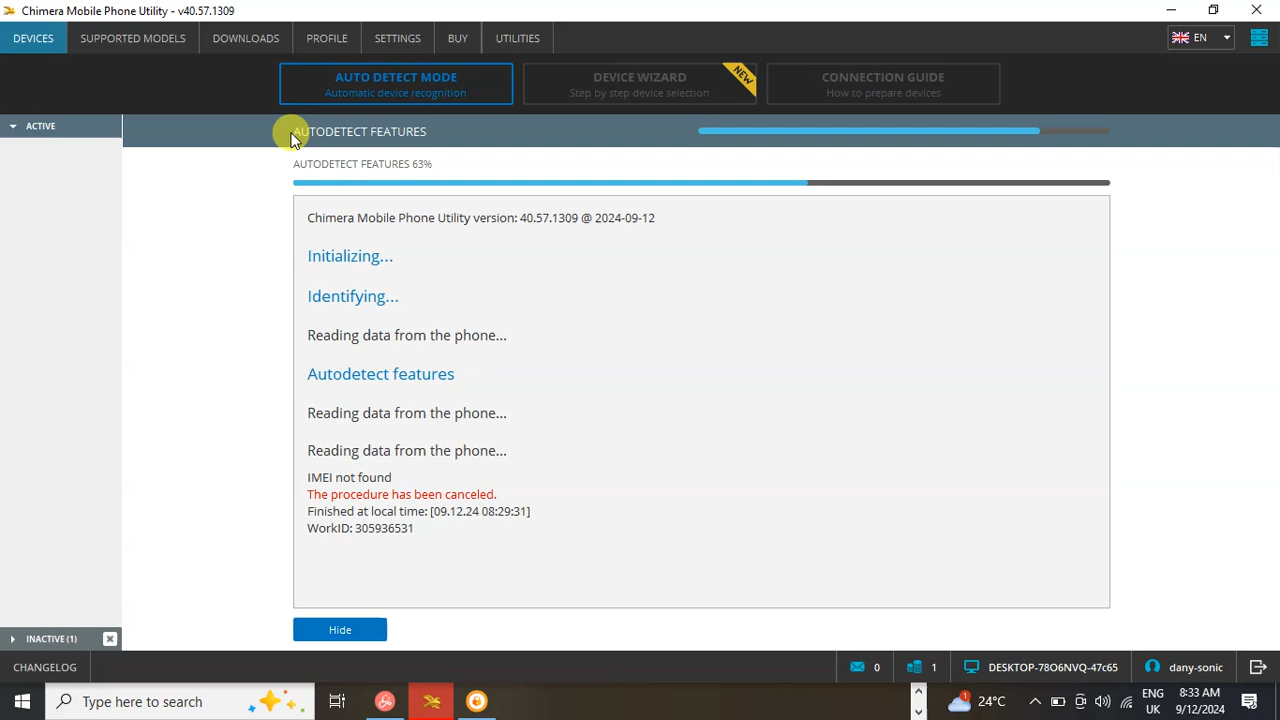 Chimera Mobile Phone Utility - v40.57.1309
DEVICES SUPPORTED MODELS DOWNLOADS PROFILE SETTINGS BUY UTILITIES EN
AUTO DETECT MODE
Automatic device recognition
DEVICE WIZARD
Step by step device selection
NEW
CONNECTION GUIDE
How to prepare devices
ACTIVE
AUTODETECT FEATURES
AUTODETECT FEATURES 63%
Chimera Mobile Phone Utility version: 40.57.1309 @ 2024-09-12
Initializing...
Identifying...
Reading data from the phone...
Autodetect features
Reading data from the phone...
Reading data from the phone...
IMEI not found
The procedure has been canceled.
Finished at local time: [09.12.24 08:29:31]
WorkID: 305936531
Hide
INACTIVE (1)
CHANGELOG 0 1 DESKTOP-78O6NVQ-47c65 dany-sonic
Type here to search
1 24°C
ENG
UK
8:33 AM
9/12/2024